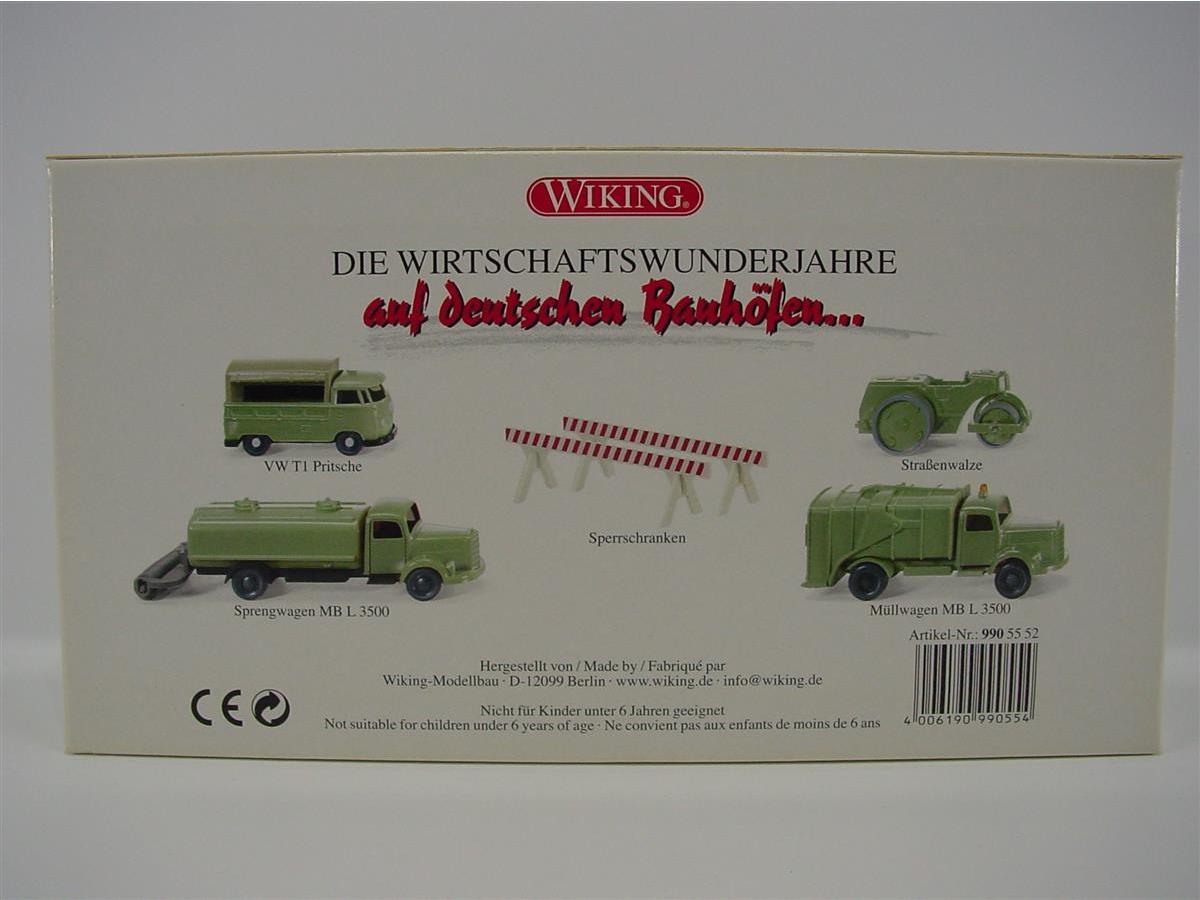 WIKING®
DIE WIRTSCHAFTSWUNDERJAHRE
auf deutschen Bauhöfen...
VW T1 Pritsche
Straßenwalze
Sperrschranken
Sprengwagen MB L 3500
Müllwagen MB L 3500
Artikel-Nr.: 990 55 52
Hergestellt von / Made by / Fabriqué par
Wiking-Modellbau · D-12099 Berlin · www.wiking.de · info@wiking.de
CE
Nicht für Kinder unter 6 Jahren geeignet
Not suitable for children under 6 years of age · Ne convient pas aux enfants de moins de 6 ans
4 006190 990554